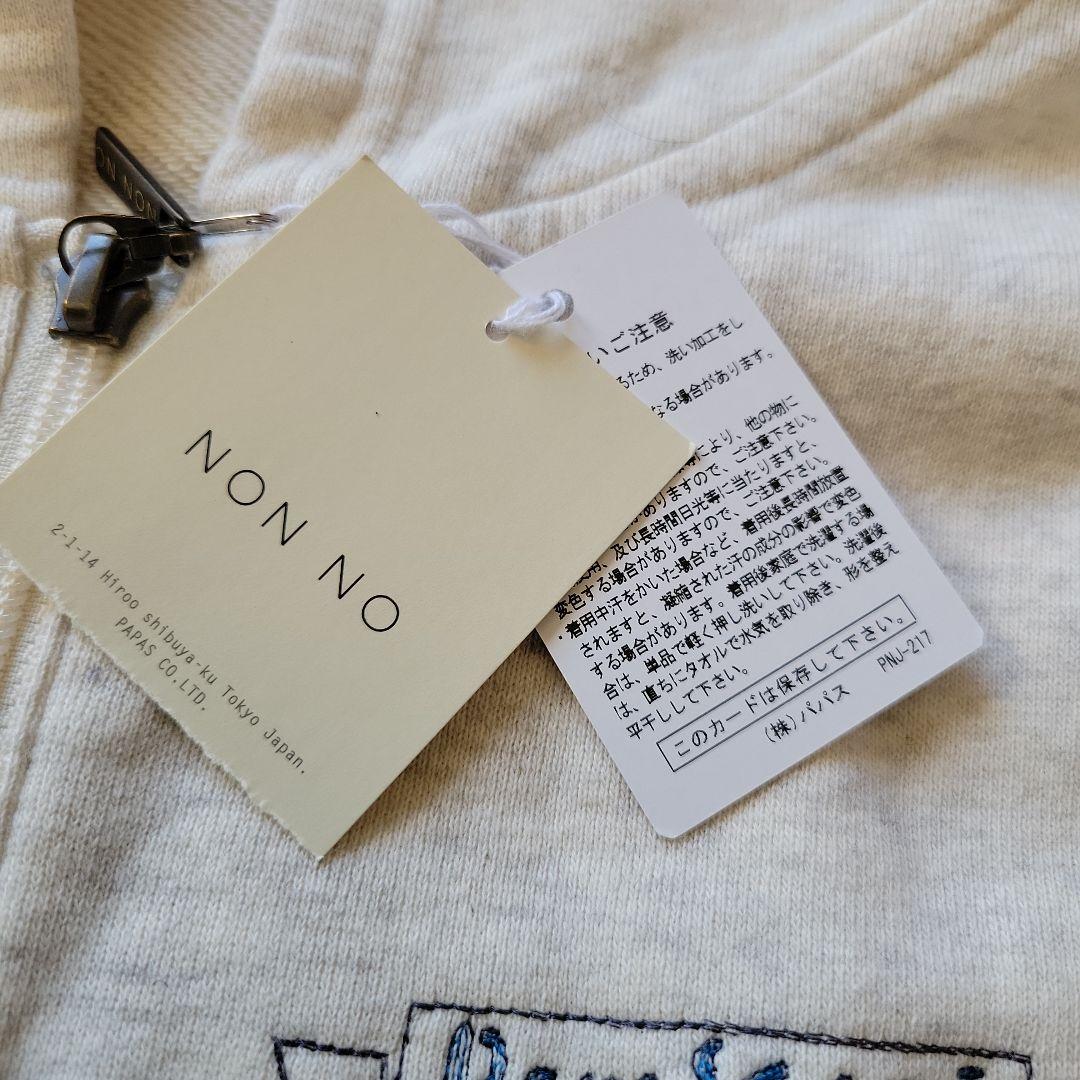 NON NO
NON NO
2-1-14 Hiroo shibuya-ku Tokyo Japan.
PAPAS CO.,LTD.
いご注意
るため、洗い加工をし
なる場合があります。
等により、他の物に
がありますので、ご注意下さい。
使用、及び長時間日光等に当たりますと、
変色する場合がありますので、ご注意下さい。
・着用中汗をかいた場合など、着用後長時間放置
されますと、凝縮された汗の成分の影響で変色
する場合があります。着用後家庭で洗濯する場
合は、単品で軽く押し洗いして下さい。洗濯後
は、直ちにタオルで水気を取り除き、形を整え
平干しして下さい。
このカードは保存して下さい。
(株)パパス PNJ-217